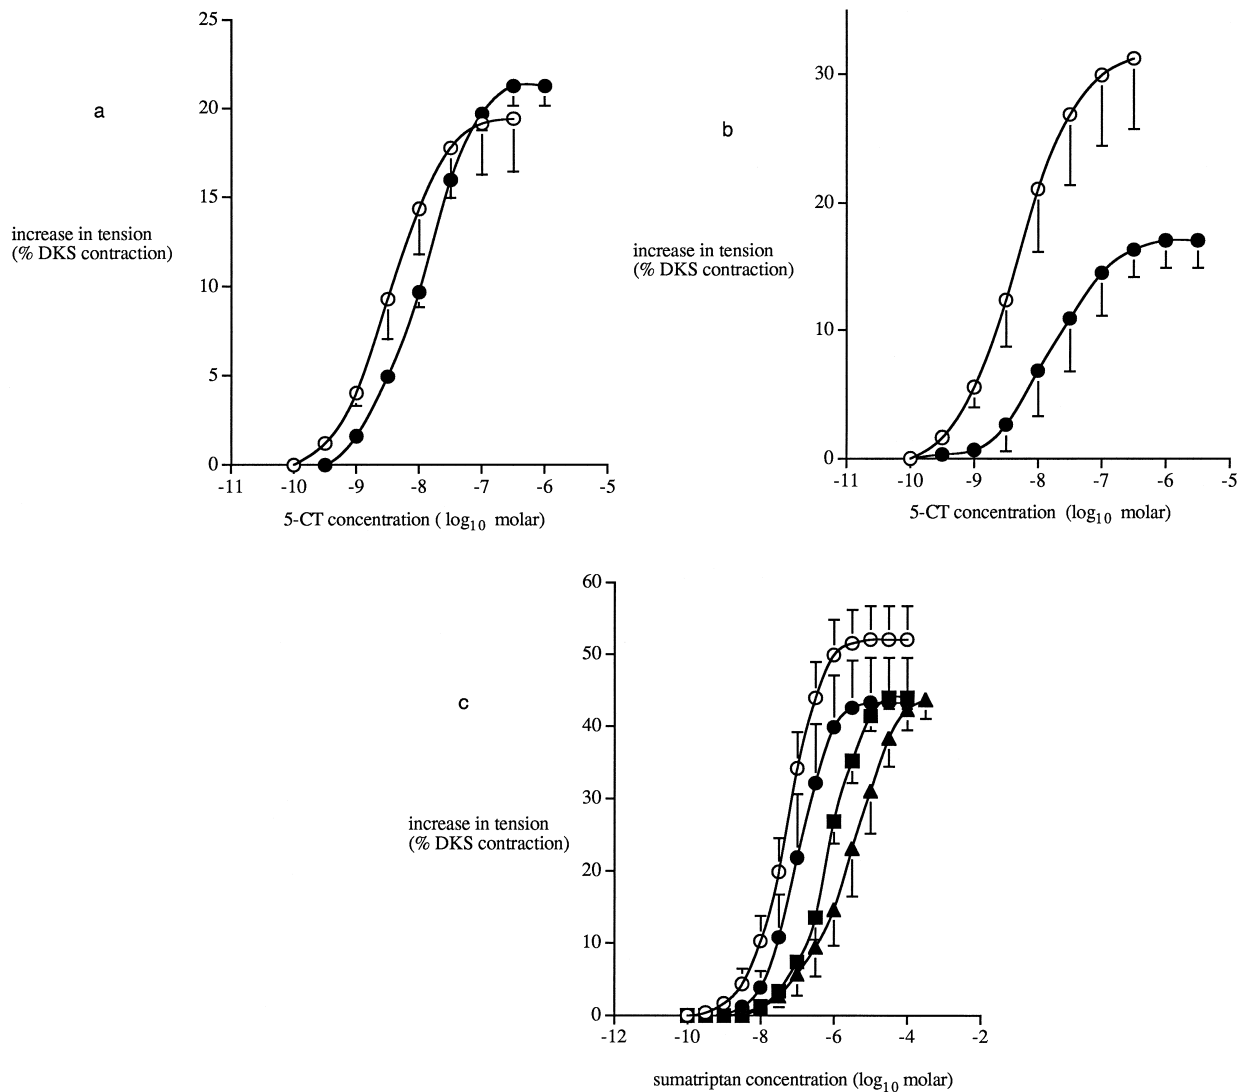 a
25
20
15
10
5
0
increase in tension
(% DKS contraction)
-11 -10 -9 -8 -7 -6 -5
5-CT concentration ( log10 molar)
b
30
20
10
0
increase in tension
(% DKS contraction)
-11 -10 -9 -8 -7 -6 -5
5-CT concentration (log10 molar)
c
60
50
40
30
20
10
0
increase in tension
(% DKS contraction)
-12 -10 -8 -6 -4 -2
sumatriptan concentration (log10 molar)